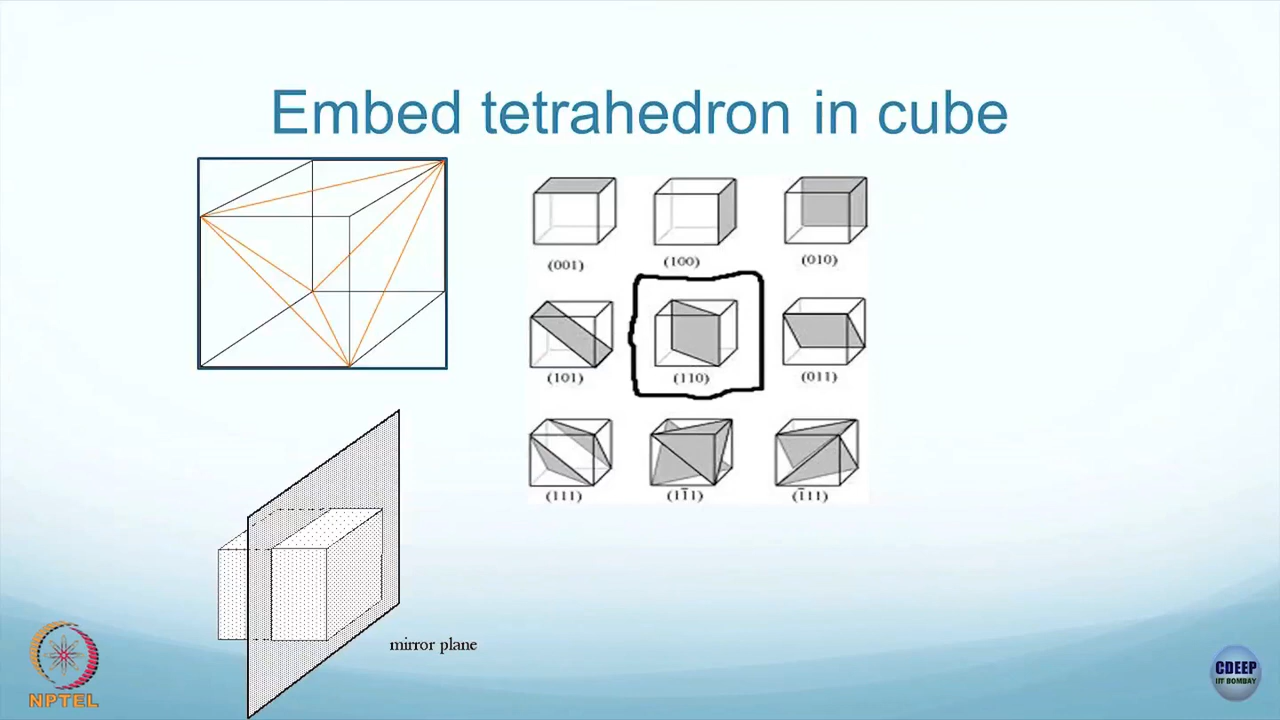 Embed tetrahedron in cube
(001) (100) (010)
(101) (110) (011)
(111) (11̅1) (1̅11)
mirror plane
NPTEL
CDEEP
IIT BOMBAY